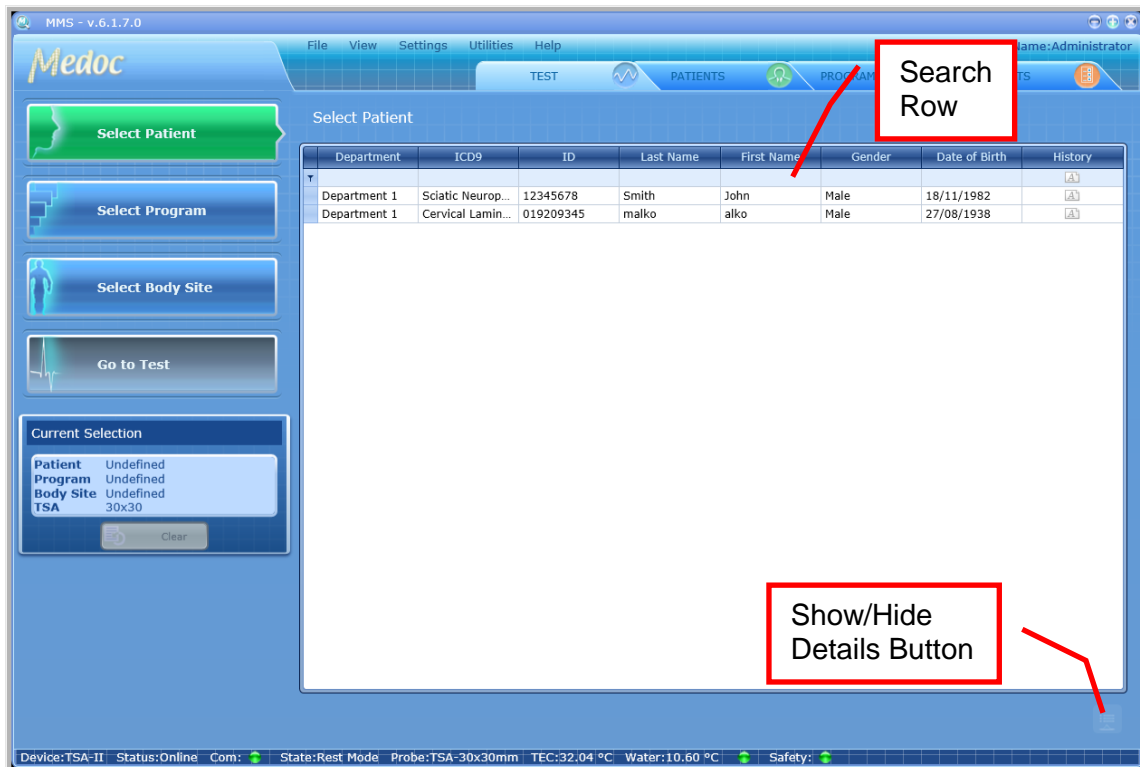 MMS - v.6.1.7.0
Medoc
File View Settings Utilities Help
Name:Administrator
TEST PATIENTS
Search
Row
Select Patient
Select Program
Select Body Site
Go to Test
Current Selection
Patient Undefined
Program Undefined
Body Site Undefined
TSA 30x30
Clear
Select Patient
Department ICD9 ID Last Name First Name Gender Date of Birth History
Department 1 Sciatic Neurop... 12345678 Smith John Male 18/11/1982
Department 1 Cervical Lamin... 019209345 malko alko Male 27/08/1938
Show/Hide
Details Button
Device:TSA-II Status:Online Com: State:Rest Mode Probe:TSA-30x30mm TEC:32.04 °C Water:10.60 °C Safety: